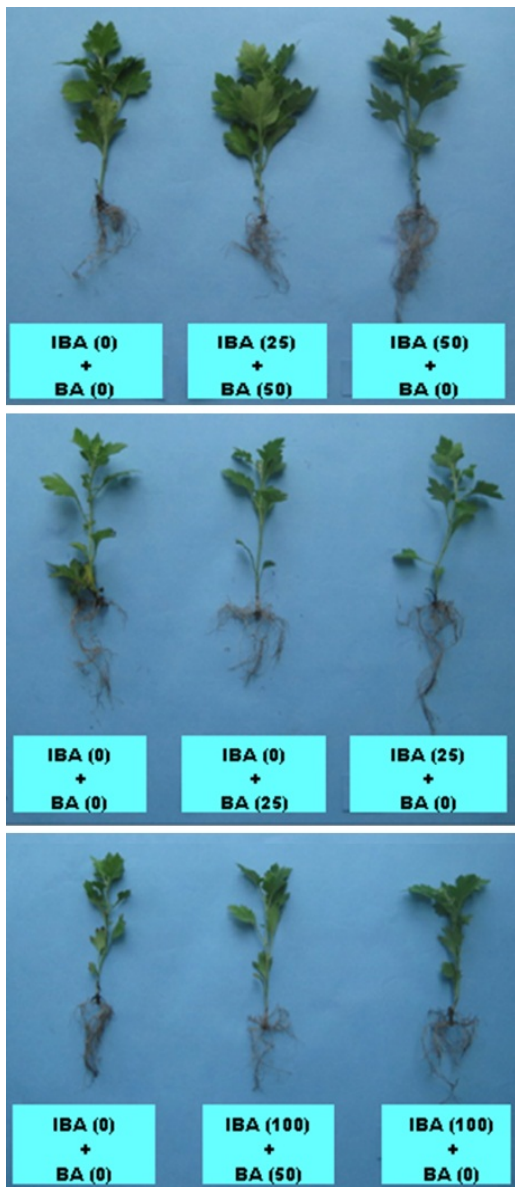 IBA (0)
+
BA (0)
IBA (25)
+
BA (50)
IBA (50)
+
BA (0)
IBA (0)
+
BA (0)
IBA (0)
+
BA (25)
IBA (25)
+
BA (0)
IBA (0)
+
BA (0)
IBA (100)
+
BA (50)
IBA (100)
+
BA (0)